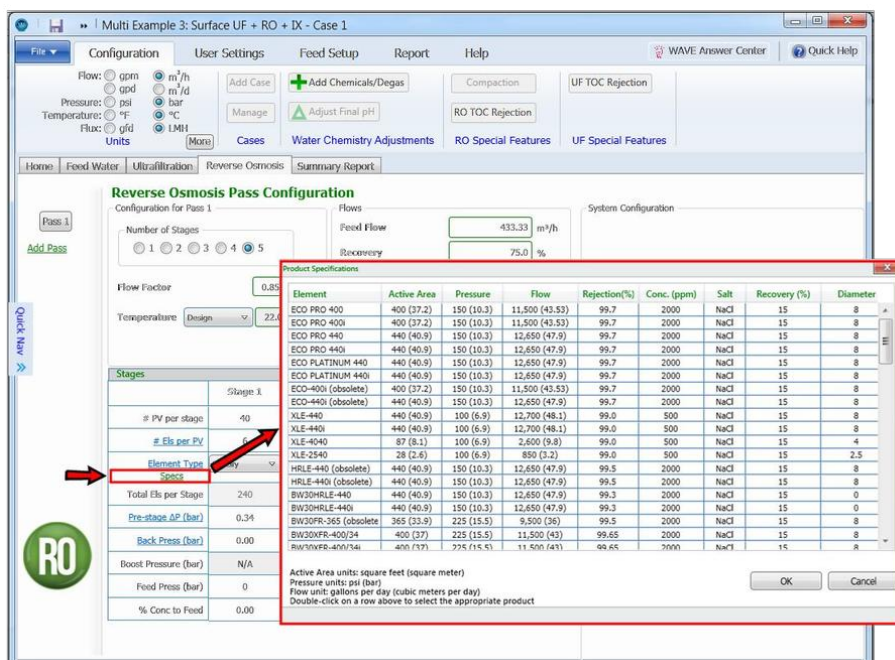 Multi Example 3: Surface UF + RO + IX - Case 1
File Configuration User Settings Feed Setup Report Help WAVE Answer Center Quick Help
Flow: gpm m³/h
gpd m³/d
Pressure: psi bar
Temperature: °F °C
Flux: gfd LMH
Units More
Add Case
Manage
Cases
Add Chemicals/Degas
Adjust Final pH
Water Chemistry Adjustments
Compaction
RO TOC Rejection
RO Special Features
UF TOC Rejection
UF Special Features
Home Feed Water Ultrafiltration Reverse Osmosis Summary Report
Quick Nav
Pass 1
Add Pass
Reverse Osmosis Pass Configuration
Configuration for Pass 1
Number of Stages
1 2 3 4 5
Flow Factor 0.85
Temperature Design 22.0
Flows
Feed Flow 433.33 m³/h
Recovery 75.0 %
System Configuration
Stages
Stage 1
# PV per stage 40
# Els per PV 6
Element Type
Specs
Total Els per Stage 240
Pre-stage ΔP (bar) 0.34
Back Press (bar) 0.00
Boost Pressure (bar) N/A
Feed Press (bar) 0
% Conc to Feed 0.00
RO
Product Specifications
Element Active Area Pressure Flow Rejection(%) Conc. (ppm) Salt Recovery (%) Diameter
ECO PRO 400 400 (37.2) 150 (10.3) 11,500 (43.53) 99.7 2000 NaCl 15 8
ECO PRO 400i 400 (37.2) 150 (10.3) 11,500 (43.53) 99.7 2000 NaCl 15 8
ECO PRO 440 440 (40.9) 150 (10.3) 12,650 (47.9) 99.7 2000 NaCl 15 8
ECO PRO 440i 440 (40.9) 150 (10.3) 12,650 (47.9) 99.7 2000 NaCl 15 8
ECO PLATINUM 440 440 (40.9) 150 (10.3) 12,650 (47.9) 99.7 2000 NaCl 15 8
ECO PLATINUM 440i 440 (40.9) 150 (10.3) 12,650 (47.9) 99.7 2000 NaCl 15 8
ECO-400i (obsolete) 400 (37.2) 150 (10.3) 11,500 (43.53) 99.7 2000 NaCl 15 8
ECO-440i (obsolete) 440 (40.9) 150 (10.3) 12,650 (47.9) 99.7 2000 NaCl 15 8
XLE-440 440 (40.9) 100 (6.9) 12,700 (48.1) 99.0 500 NaCl 15 8
XLE-440i 440 (40.9) 100 (6.9) 12,700 (48.1) 99.0 500 NaCl 15 8
XLE-4040 87 (8.1) 100 (6.9) 2,600 (9.8) 99.0 500 NaCl 15 4
XLE-2540 28 (2.6) 100 (6.9) 850 (3.2) 99.0 500 NaCl 15 2.5
HRLE-440 (obsolete) 440 (40.9) 150 (10.3) 12,650 (47.9) 99.5 2000 NaCl 15 8
HRLE-440i (obsolete) 440 (40.9) 150 (10.3) 12,650 (47.9) 99.5 2000 NaCl 15 8
BW30HRLE-440 440 (40.9) 150 (10.3) 12,650 (47.9) 99.3 2000 NaCl 15 0
BW30HRLE-440i 440 (40.9) 150 (10.3) 12,650 (47.9) 99.3 2000 NaCl 15 0
BW30FR-365 (obsolete 365 (33.9) 225 (15.5) 9,500 (36) 99.5 2000 NaCl 15 8
BW30XFR-400/34 400 (37) 225 (15.5) 11,500 (43) 99.65 2000 NaCl 15 8
BW30XFR-400/34i 400 (37) 225 (15.5) 11,500 (43) 99.65 2000 NaCl 15 8
Active Area units: square feet (square meter)
Pressure units: psi (bar)
Flow unit: gallons per day (cubic meters per day)
Double-click on a row above to select the appropriate product
OK Cancel